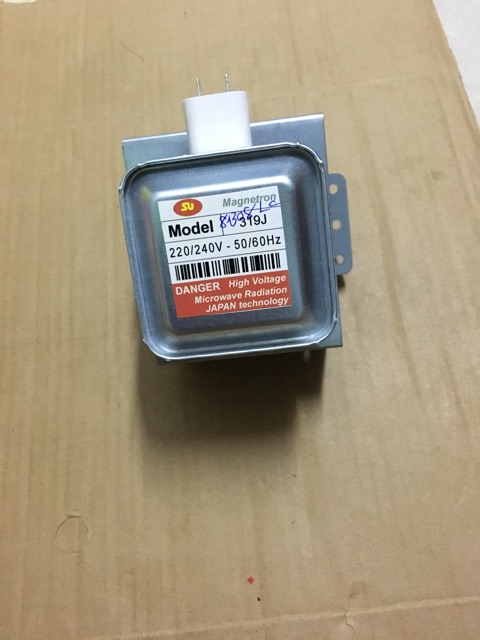 SU Magnetron
Model 319J
220/240V - 50/60Hz
DANGER High Voltage
Microwave Radiation
JAPAN technology